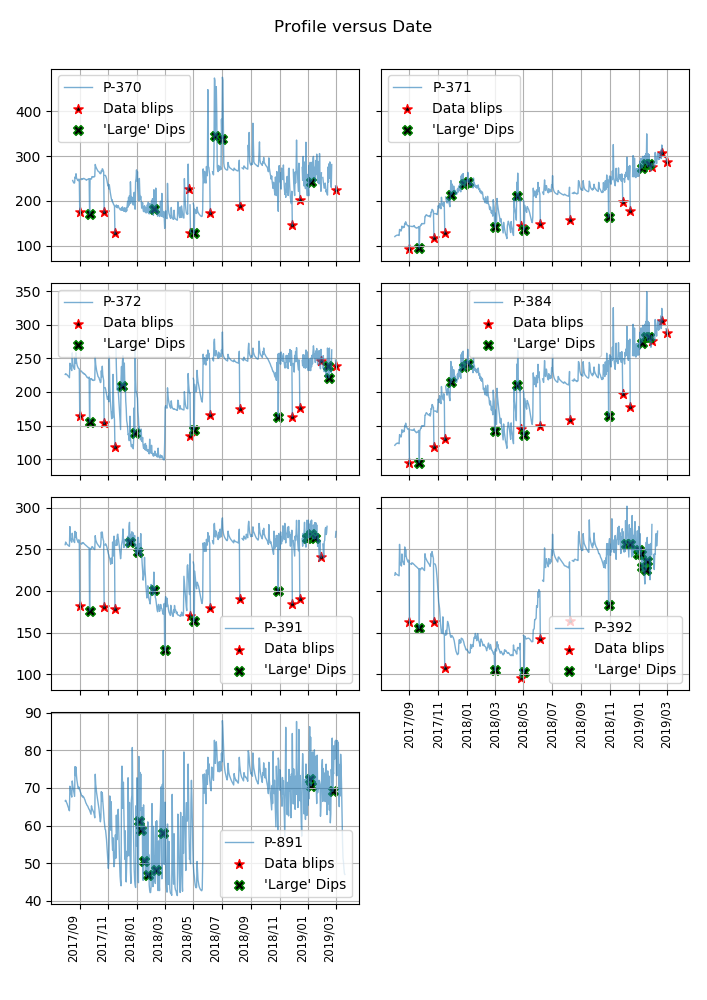 Profile versus Date
P-370
Data blips
'Large' Dips
400
300
200
100
P-371
Data blips
'Large' Dips
P-372
Data blips
'Large' Dips
350
300
250
200
150
100
P-384
Data blips
'Large' Dips
300
250
200
150
100
P-391
Data blips
'Large' Dips
P-392
Data blips
'Large' Dips
2017/09
2017/11
2018/01
2018/03
2018/05
2018/07
2018/09
2018/11
2019/01
2019/03
90
80
70
60
50
40
P-891
Data blips
'Large' Dips
2017/09
2017/11
2018/01
2018/03
2018/05
2018/07
2018/09
2018/11
2019/01
2019/03